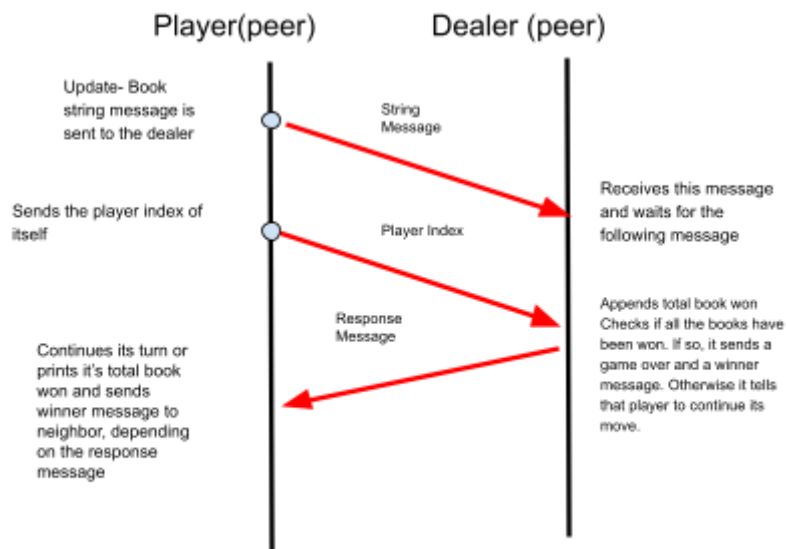 Player(peer)
Dealer (peer)
Update- Book
string message is
sent to the dealer
String
Message
Receives this message
and waits for the
following message
Sends the player index of
itself
Player Index
Response
Message
Appends total book won
Checks if all the books have
been won. If so, it sends a
game over and a winner
message. Otherwise it tells
that player to continue its
move.
Continues its turn or
prints it's total book
won and sends
winner message to
neighbor, depending
on the response
message